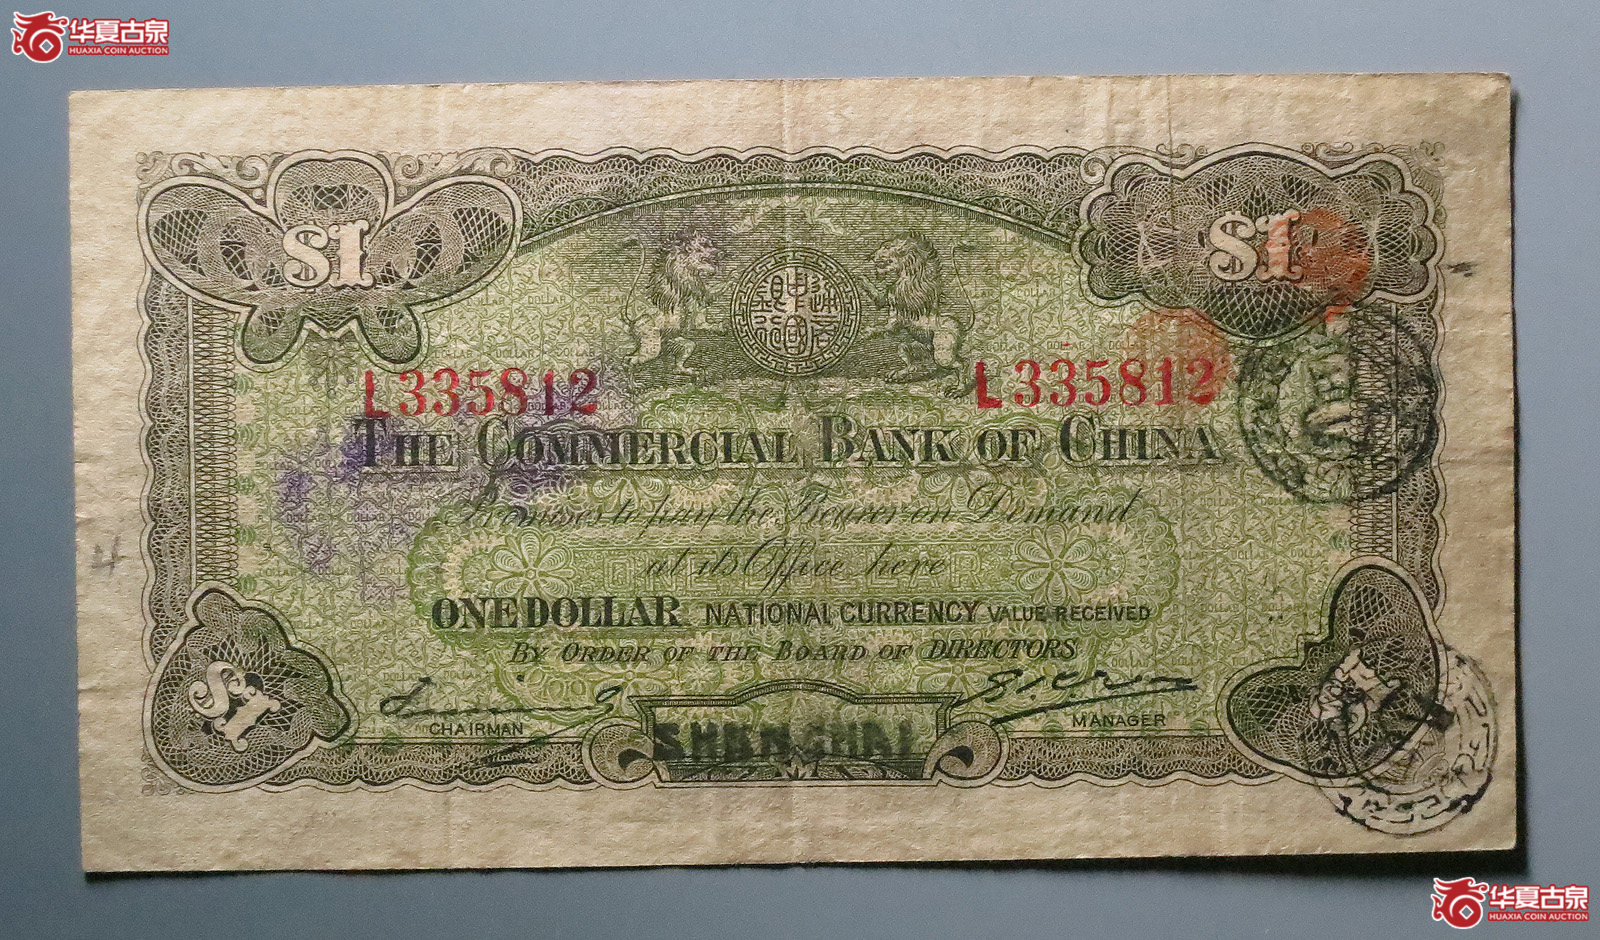 华夏古泉
HUAXIA COIN AUCTION
$1
$1
L335812
L335812
THE COMMERCIAL BANK OF CHINA
Promises to pay the Bearer on Demand
at its Office here
ONE DOLLAR NATIONAL CURRENCY VALUE RECEIVED
BY ORDER OF THE BOARD OF DIRECTORS
CHAIRMAN
MANAGER
SHANGHAI
$1
$1
华夏古泉
HUAXIA COIN AUCTION